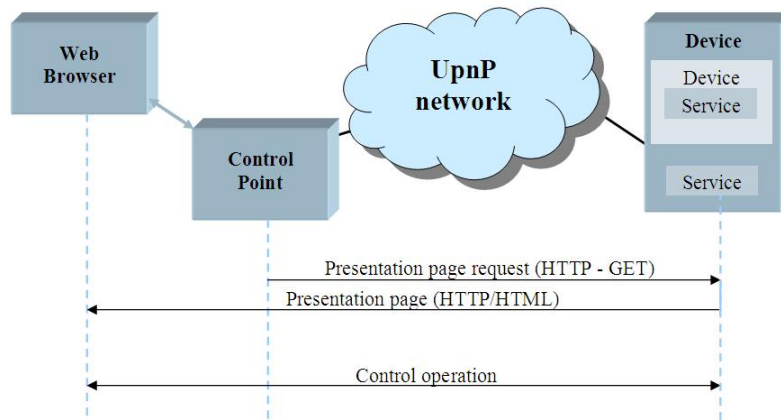 Web
Browser
Control
Point
UpnP
network
Device
Device
Service
Service
Presentation page request (HTTP - GET)
Presentation page (HTTP/HTML)
Control operation